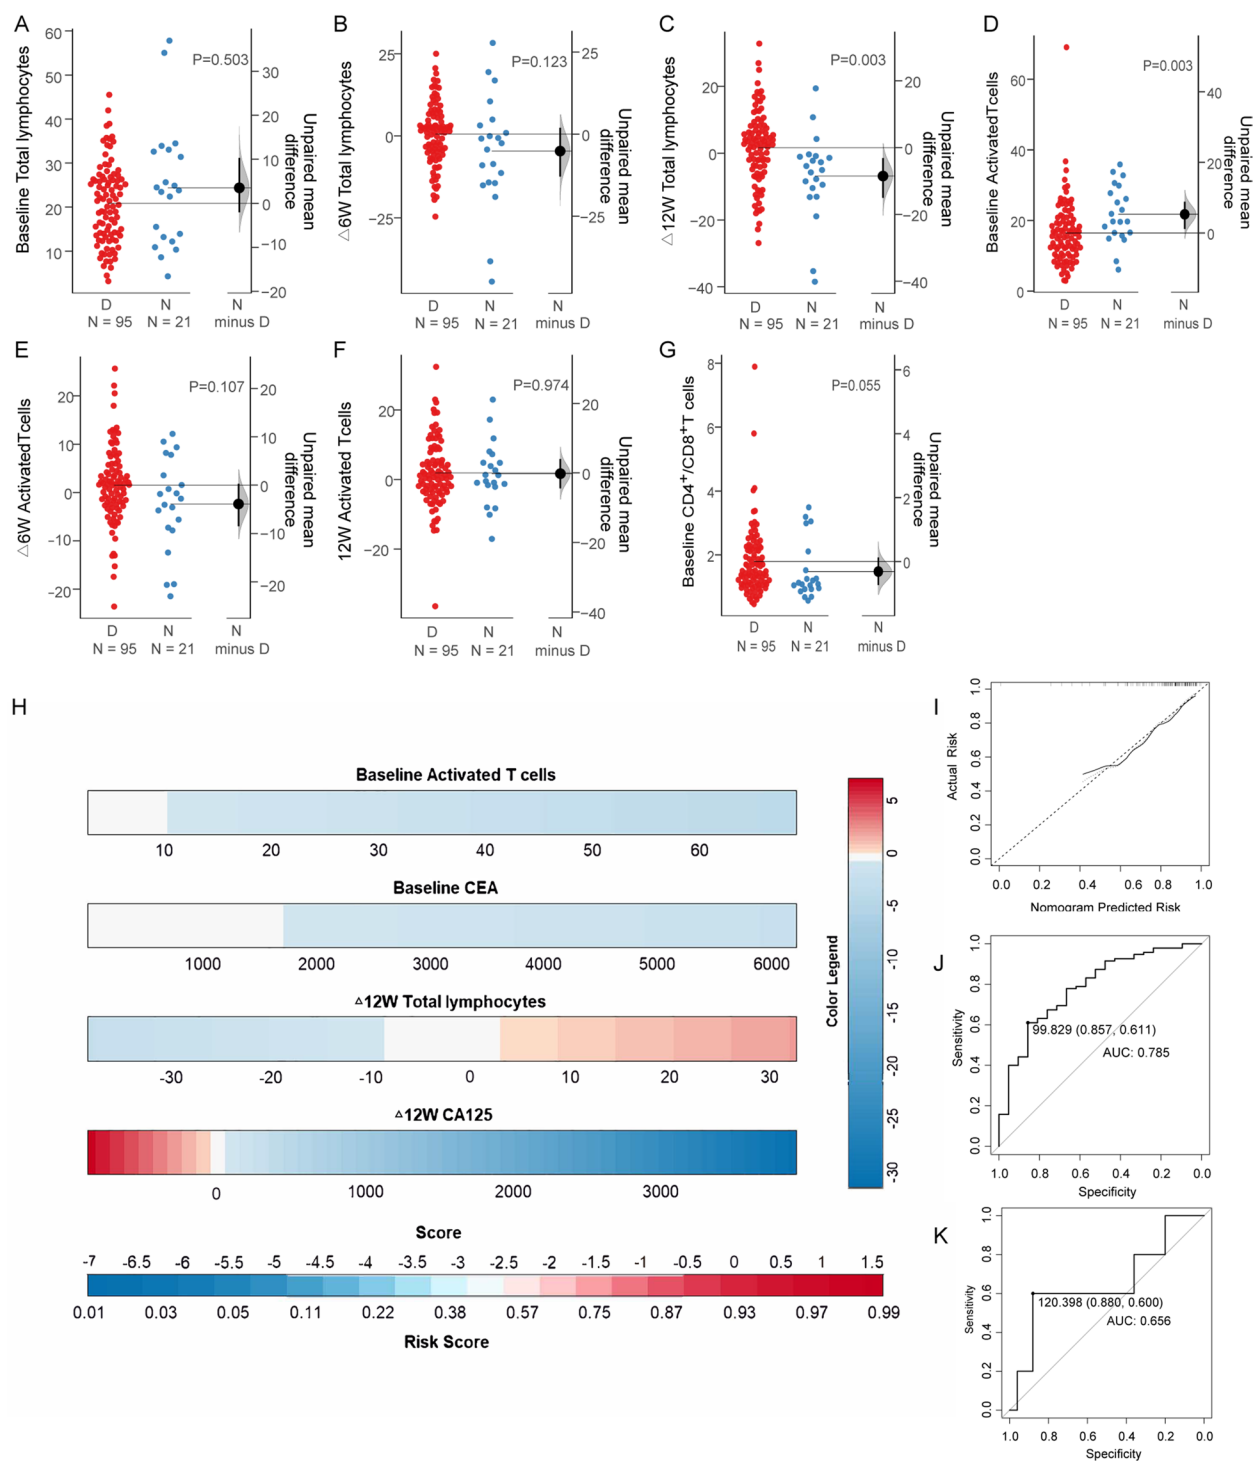 A
Baseline Total lymphocytes
60
50
40
30
20
10
P=0.503
30
20
10
0
−10
−20
Unpaired mean
difference
D
N
N
N = 95
N = 21
minus D
B
△6W Total lymphocytes
25
0
−25
P=0.123
25
0
−25
Unpaired mean
difference
D
N
N
N = 95
N = 21
minus D
C
△12W Total lymphocytes
20
0
−20
−40
P=0.003
20
0
−20
−40
Unpaired mean
difference
D
N
N
N = 95
N = 21
minus D
D
Baseline ActivatedTcells
60
40
20
0
P=0.003
40
20
0
Unpaired mean
difference
D
N
N
N = 95
N = 21
minus D
E
△6W ActivatedTcells
20
10
0
−10
−20
P=0.107
20
10
0
−10
−20
Unpaired mean
difference
D
N
N
N = 95
N = 21
minus D
F
12W Activated Tcells
20
0
−20
P=0.974
20
0
−20
−40
Unpaired mean
difference
D
N
N
N = 95
N = 21
minus D
G
Baseline CD4+/CD8+T cells
8
6
4
2
P=0.055
6
4
2
0
Unpaired mean
difference
D
N
N
N = 95
N = 21
minus D
H
Baseline Activated T cells
10 20 30 40 50 60
Baseline CEA
1000 2000 3000 4000 5000 6000
△12W Total lymphocytes
-30 -20 -10 0 10 20 30
△12W CA125
0 1000 2000 3000
Score
-7 -6.5 -6 -5.5 -5 -4.5 -4 -3.5 -3 -2.5 -2 -1.5 -1 -0.5 0 0.5 1 1.5
0.01 0.03 0.05 0.11 0.22 0.38 0.57 0.75 0.87 0.93 0.97 0.99
Risk Score
Color Legend
5
0
-5
-10
-15
-20
-25
-30
I
Actual Risk
1.0
0.8
0.6
0.4
0.2
0.0
0.0 0.2 0.4 0.6 0.8 1.0
Nomogram Predicted Risk
J
Sensitivity
1.0
0.8
0.6
0.4
0.2
0.0
99.829 (0.857, 0.611)
AUC: 0.785
1.0 0.8 0.6 0.4 0.2 0.0
Specificity
K
Sensitivity
1.0
0.8
0.6
0.4
0.2
0.0
120.398 (0.880, 0.600)
AUC: 0.656
1.0 0.8 0.6 0.4 0.2 0.0
Specificity